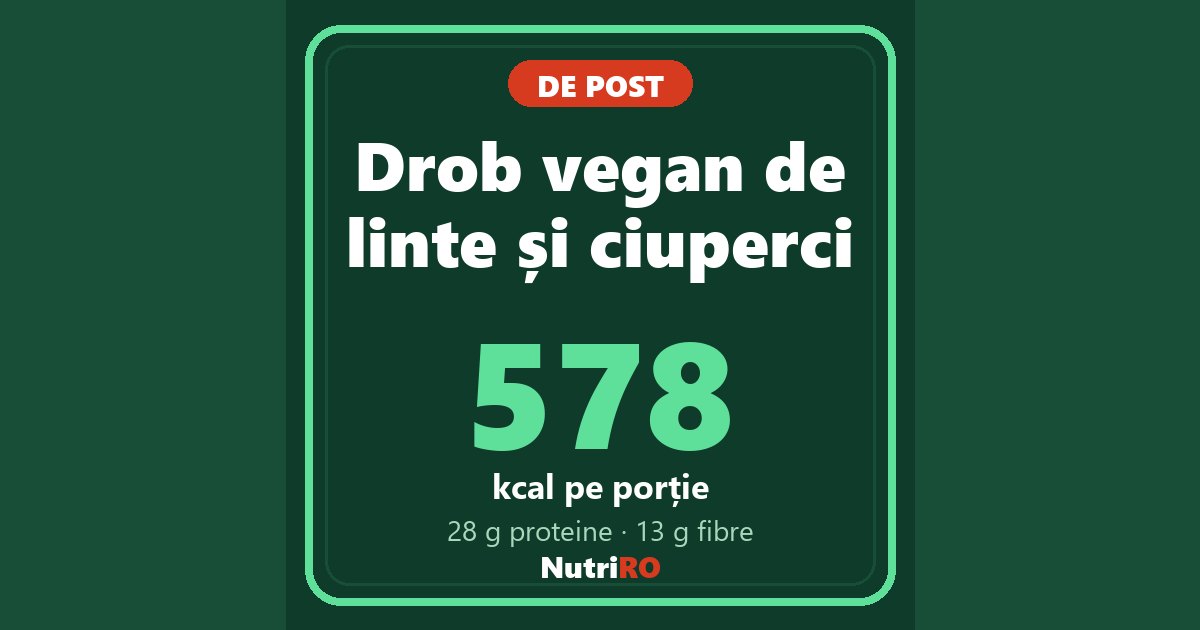 DE POST
Drob vegan de
linte și ciuperci
578
kcal pe porție
28 g proteine · 13 g fibre
NutriRO